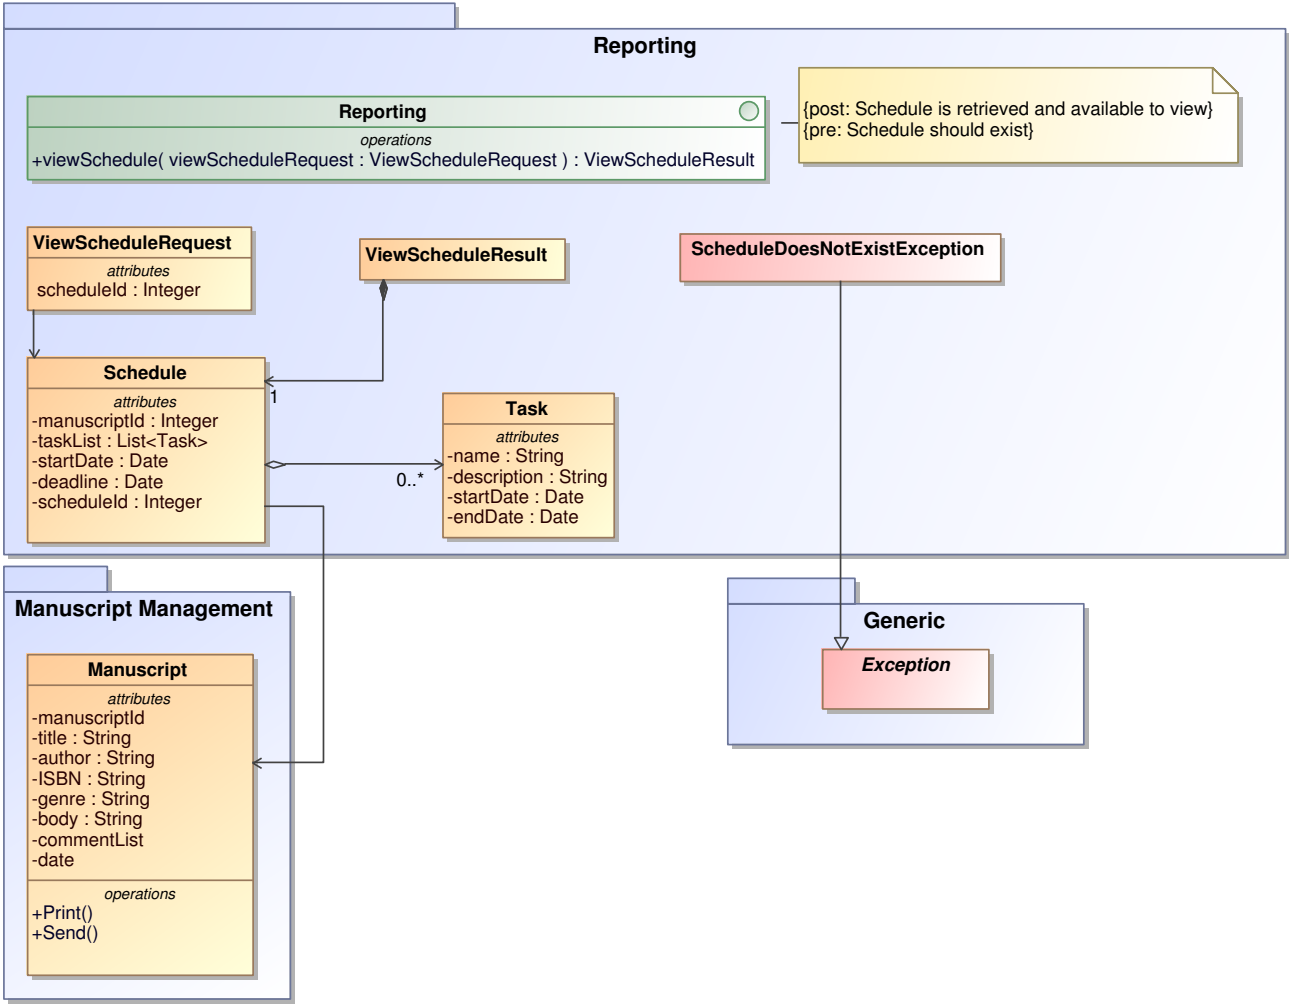 Reporting
Reporting
operations
+viewSchedule( viewScheduleRequest : ViewScheduleRequest ) : ViewScheduleResult
{post: Schedule is retrieved and available to view}
{pre: Schedule should exist}
ViewScheduleRequest
attributes
scheduleId : Integer
ViewScheduleResult
ScheduleDoesNotExistException
Schedule
attributes
-manuscriptId : Integer
-taskList : List<Task>
-startDate : Date
-deadline : Date
-scheduleId : Integer
1
0..*
Task
attributes
-name : String
-description : String
-startDate : Date
-endDate : Date
Manuscript Management
Manuscript
attributes
-manuscriptId
-title : String
-author : String
-ISBN : String
-genre : String
-body : String
-commentList
-date
operations
+Print()
+Send()
Generic
Exception